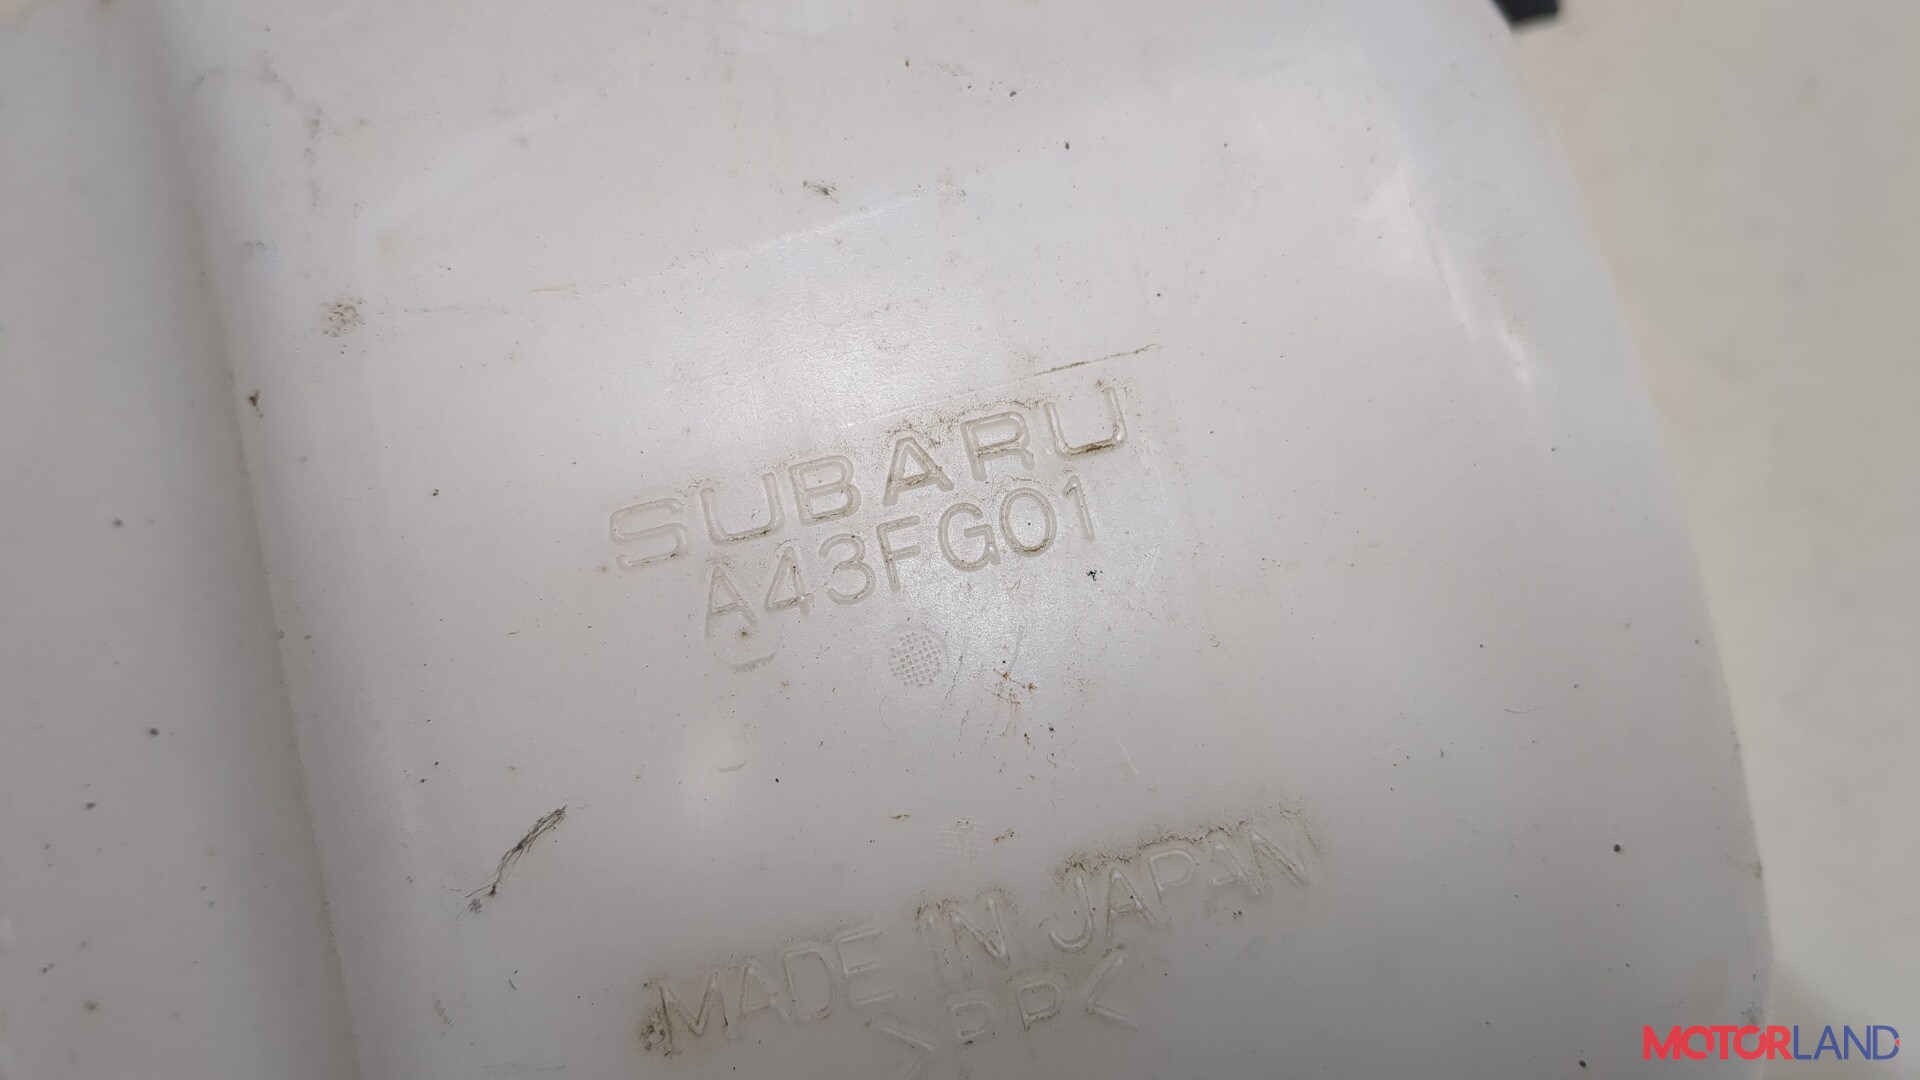 SUBARU
A43FG01
MADE IN JAPAN
>PP<
MOTORLAND